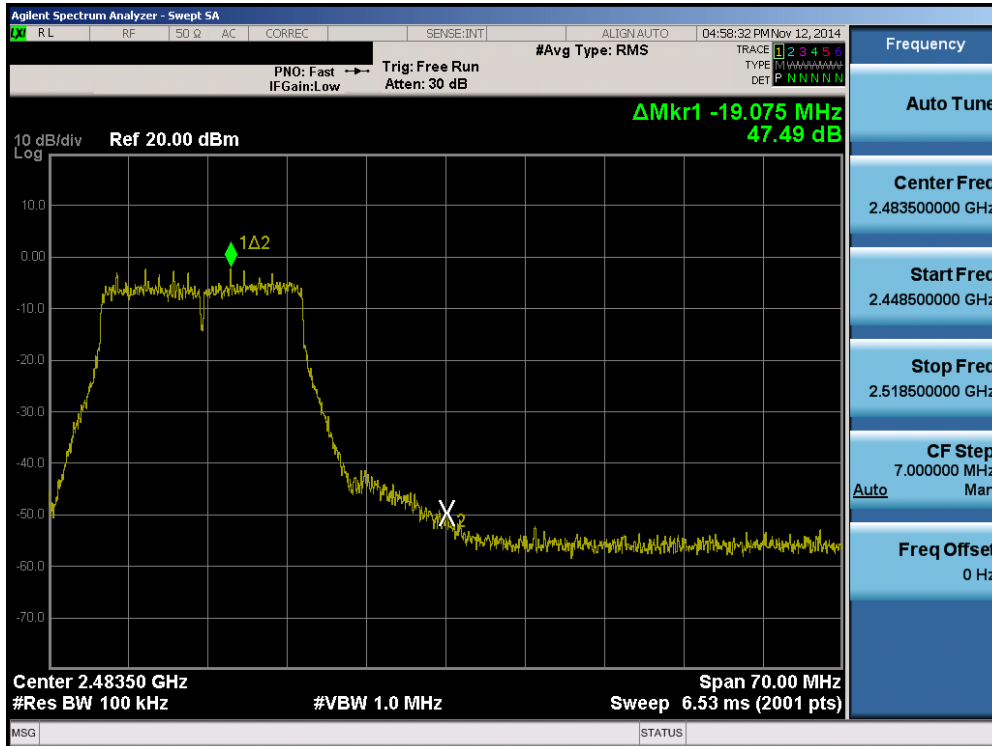 Agilent Spectrum Analyzer - Swept SA
LXI RL RF 50 Ω AC CORREC SENSE:INT ALIGN AUTO 04:58:32 PM Nov 12, 2014
#Avg Type: RMS TRACE 1 2 3 4 5 6
PNO: Fast Trig: Free Run TYPE M WWWWW
IFGain:Low Atten: 30 dB DET P N N N N N
ΔMkr1 -19.075 MHz
47.49 dB
10 dB/div Ref 20.00 dBm
Log
10.0
0.00
-10.0
-20.0
-30.0
-40.0
-50.0
-60.0
-70.0
1Δ2
X2
Center 2.48350 GHz Span 70.00 MHz
#Res BW 100 kHz #VBW 1.0 MHz Sweep 6.53 ms (2001 pts)
MSG STATUS
Frequency
Auto Tune
Center Freq
2.483500000 GHz
Start Freq
2.448500000 GHz
Stop Freq
2.518500000 GHz
CF Step
7.000000 MHz
Auto Man
Freq Offset
0 Hz